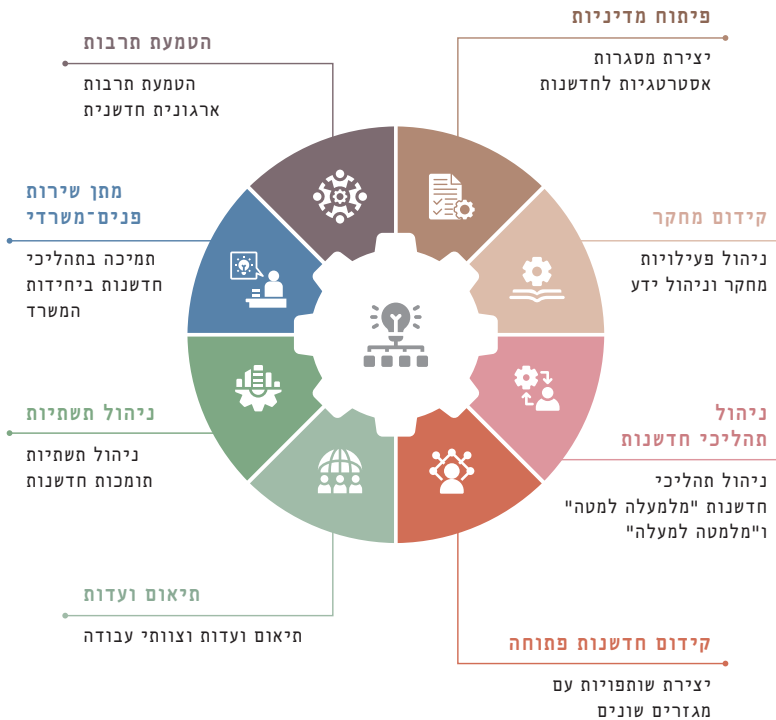 פיתוח מדיניות
יצירת מסגרות
אסטרטגיות לחדשנות
קידום מחקר
ניהול פעילויות
מחקר וניהול ידע
ניהול
תהליכי חדשנות
ניהול תהליכי
חדשנות "מלמעלה למטה"
ו"מלמטה למעלה"
קידום חדשנות פתוחה
יצירת שותפויות עם
מגזרים שונים
תיאום ועדות
תיאום ועדות וצוותי עבודה
ניהול תשתיות
ניהול תשתיות
תומכות חדשנות
מתן שירות
פנים־משרדי
תמיכה בתהליכי
חדשנות ביחידות
המשרד
הטמעת תרבות
הטמעת תרבות
ארגונית חדשנית